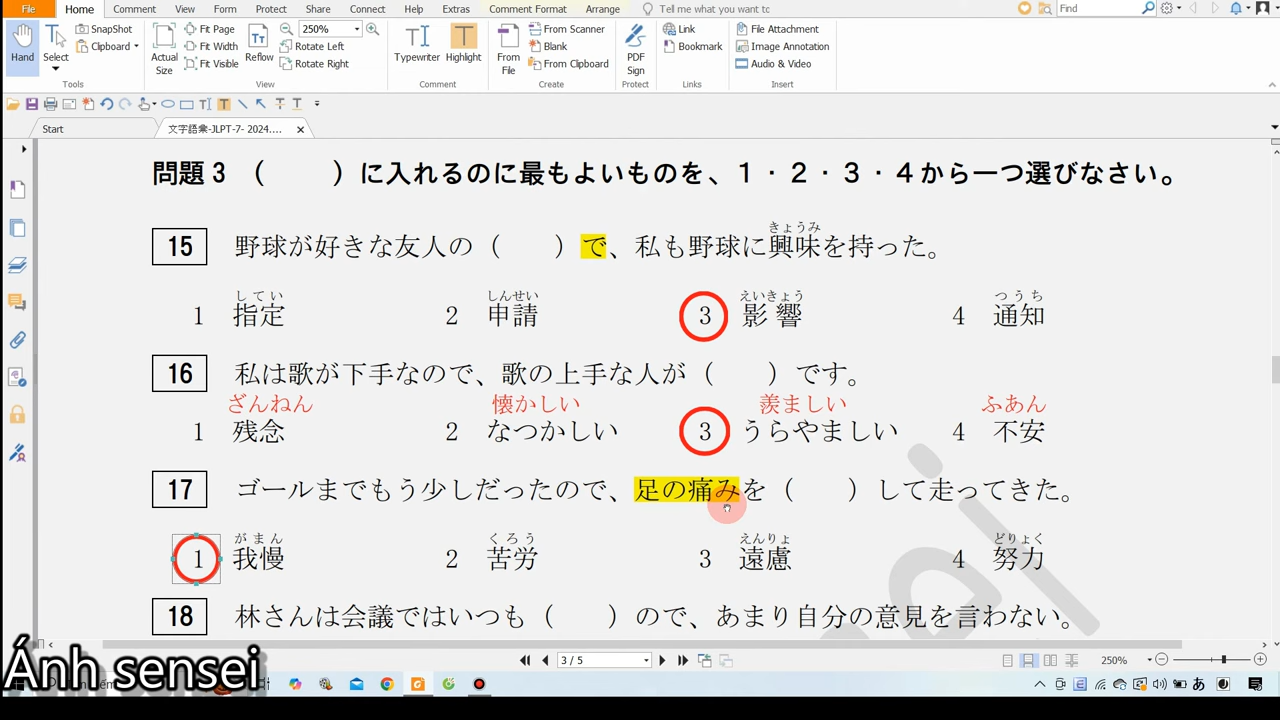 File Home Comment View Form Protect Share Connect Help Extras Comment Format Arrange Tell me what you want tc Find
Hand
Select
SnapShot
Clipboard
Tools
Actual Size
Fit Page
Fit Width
Fit Visible
Reflow
250%
Rotate Left
Rotate Right
View
Typewriter
Highlight
Comment
From File
From Scanner
Blank
From Clipboard
Create
PDF Sign
Protect
Link
Bookmark
Links
File Attachment
Image Annotation
Audio & Video
Insert
Start
文字語彙-JLPT-7- 2024....
問題3 （　　）に入れるのに最もよいものを、1・2・3・4から一つ選びなさい。
きょうみ
15 野球が好きな友人の（　　）で、私も野球に興味を持った。
してい しんせい えいきょう つうち
1 指定 2 申請 3 影響 4 通知
16 私は歌が下手なので、歌の上手な人が（　　）です。
ざんねん 懐かしい 羨ましい ふあん
1 残念 2 なつかしい 3 うらやましい 4 不安
17 ゴールまでもう少しだったので、足の痛みを（　　）して走ってきた。
がまん くろう えんりょ どりょく
1 我慢 2 苦労 3 遠慮 4 努力
18 林さんは会議ではいつも（　　）ので、あまり自分の意見を言わない。
3 / 5
250%
Ánh sensei
あ